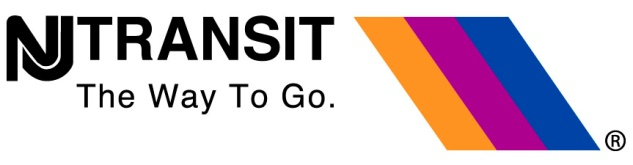 NJ TRANSIT
The Way To Go.
®